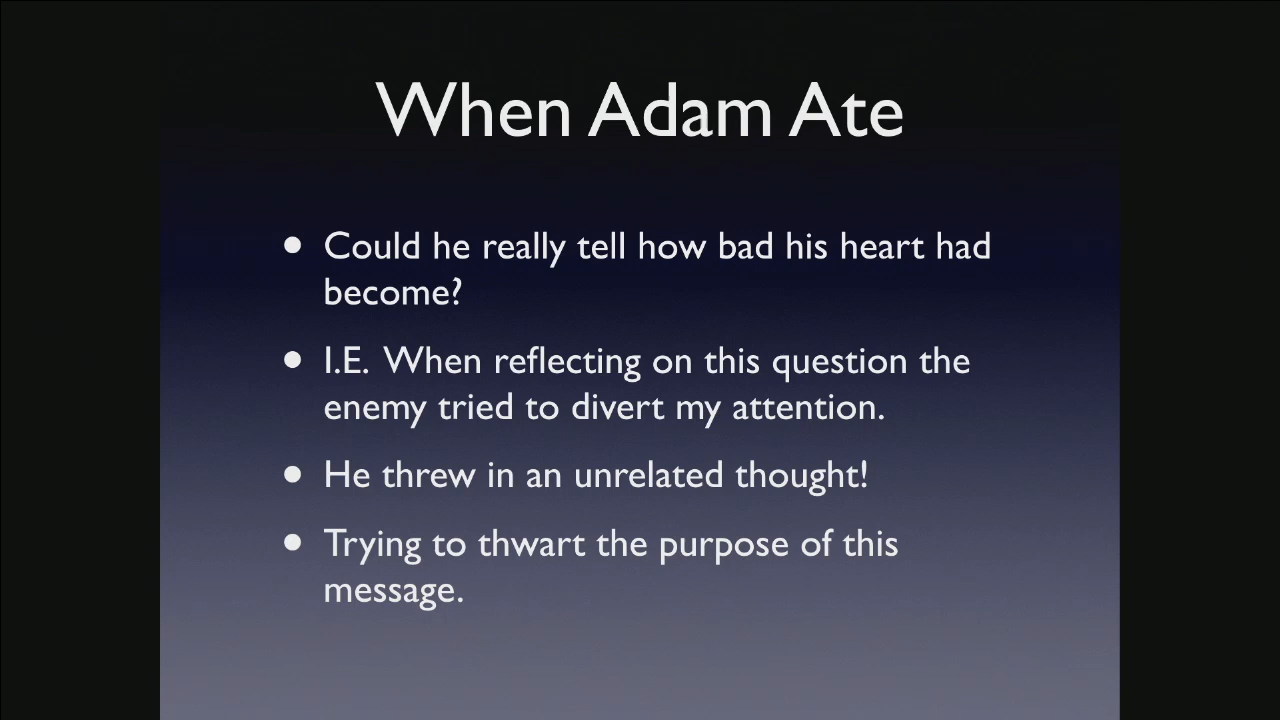 When Adam Ate
• Could he really tell how bad his heart had
become?
• I.E. When reflecting on this question the
enemy tried to divert my attention.
• He threw in an unrelated thought!
• Trying to thwart the purpose of this
message.